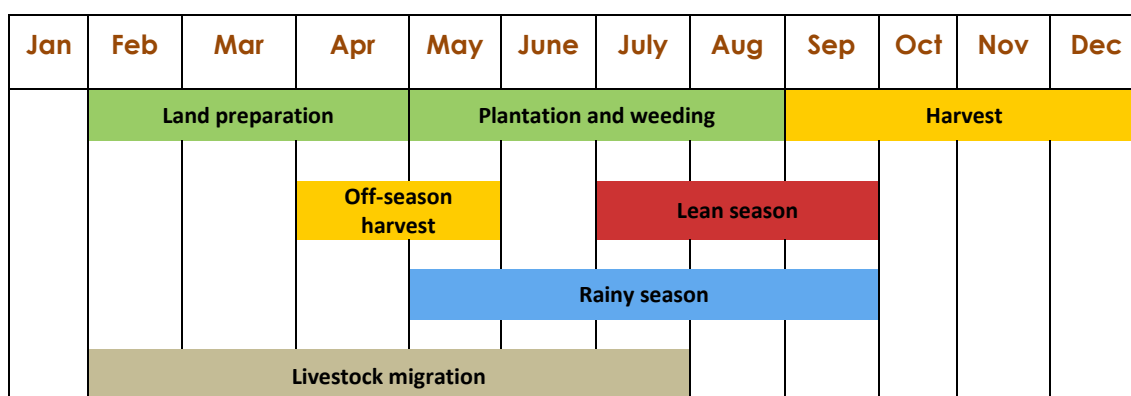 Jan Feb Mar Apr May June July Aug Sep Oct Nov Dec
Land preparation Plantation and weeding Harvest
Off-season
harvest
Lean season
Rainy season
Livestock migration